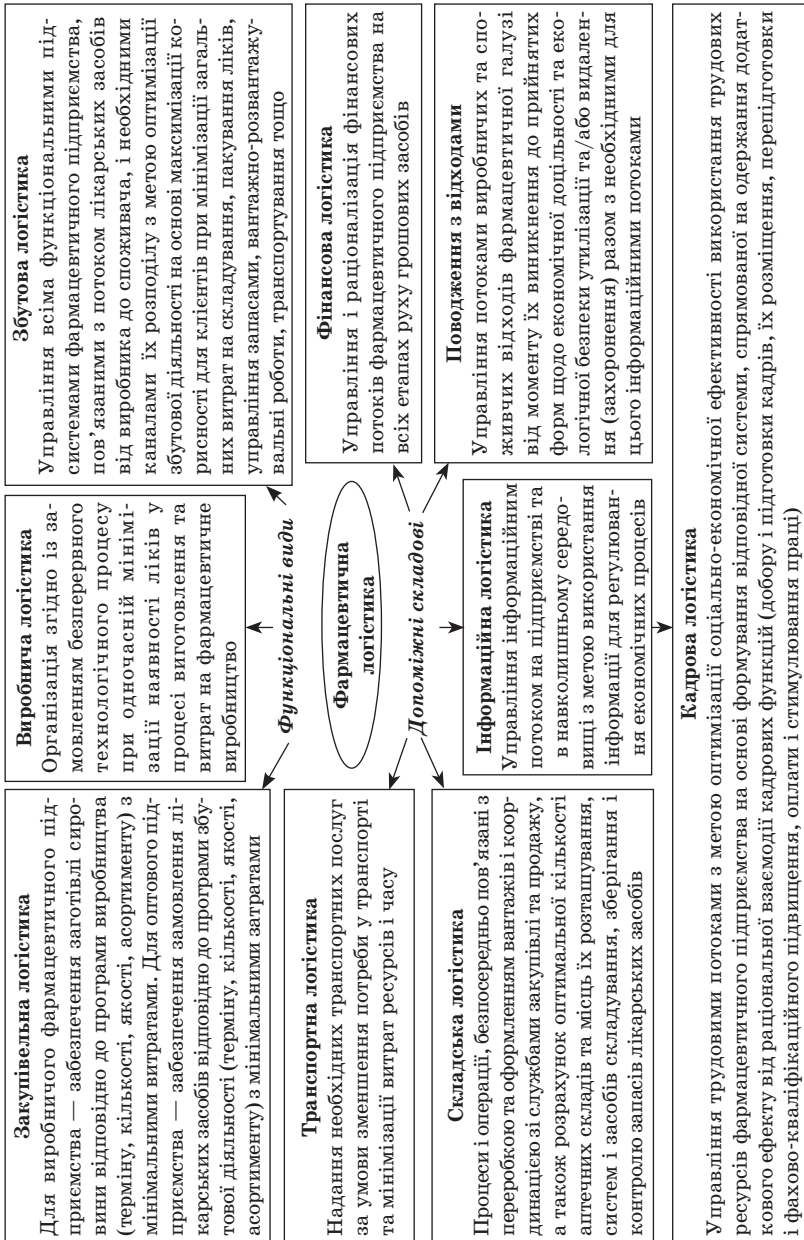 Закупівельна логістика
Для виробничого фармацевтичного під-
приємства — забезпечення заготівлі сиро-
вини відповідно до програми виробництва
(терміну, кількості, якості, асортименту) з
мінімальними витратами. Для оптового під-
приємства — забезпечення замовлення лі-
карських засобів відповідно до програми збу-
тової діяльності (терміну, кількості, якості,
асортименту) з мінімальними затратами
Виробнича логістика
Організація згідно із за-
мовленням безперервного
технологічного процесу
при одночасній мінімі-
зації наявності ліків у
процесі виготовлення та
витрат на фармацевтичне
виробництво
Збутова логістика
Управління всіма функціональними під-
системами фармацевтичного підприємства,
пов’язаними з потоком лікарських засобів
від виробника до споживача, і необхідними
каналами їх розподілу з метою оптимізації
збутової діяльності на основі максимізації ко-
рисності для клієнтів при мінімізації загаль-
них витрат на складування, пакування ліків,
управління запасами, вантажно-розвантажу-
вальні роботи, транспортування тощо
Функціональні види
Транспортна логістика
Надання необхідних транспортних послуг
за умови зменшення потреби у транспорті
та мінімізації витрат ресурсів і часу
Фармацевтична
логістика
Фінансова логістика
Управління і раціоналізація фінансових
потоків фармацевтичного підприємства на
всіх етапах руху грошових засобів
Допоміжні складові
Складська логістика
Процеси і операції, безпосередньо пов’язані з
переробкою та оформленням вантажів і коор-
динацією зі службами закупівлі та продажу,
а також розрахунок оптимальної кількості
аптечних складів та місць їх розташування,
систем і засобів складування, зберігання і
контролю запасів лікарських засобів
Інформаційна логістика
Управління інформаційним
потоком на підприємстві та
в навколишньому середо-
вищі з метою використання
інформації для регулюван-
ня економічних процесів
Поводження з відходами
Управління потоками виробничих та спо-
живчих відходів фармацевтичної галузі
від моменту їх виникнення до прийнятих
форм щодо економічної доцільності та еко-
логічної безпеки утилізації та/або видален-
ня (захоронення) разом з необхідними для
цього інформаційними потоками
Кадрова логістика
Управління трудовими потоками з метою оптимізації соціально-економічної ефективності використання трудових
ресурсів фармацевтичного підприємства на основі формування відповідної системи, спрямованої на одержання додат-
кового ефекту від раціональної взаємодії кадрових функцій (добору і підготовки кадрів, їх розміщення, перепідготовки
і фахово-кваліфікаційного підвищення, оплати і стимулювання праці)